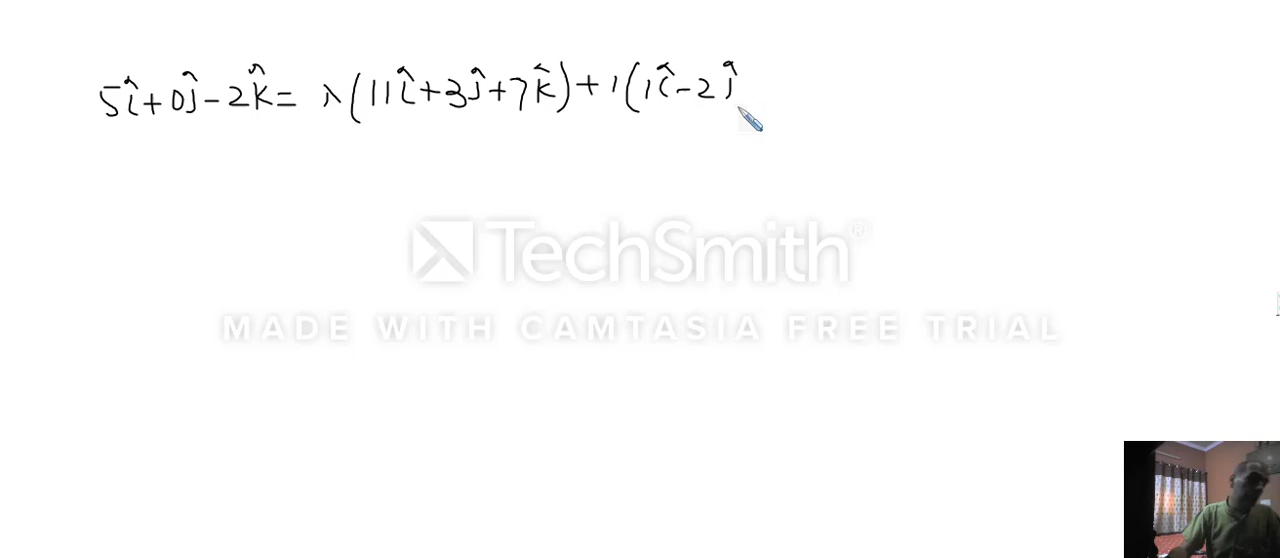 5î + 0ĵ - 2k̂ = λ(11î + 3ĵ + 7k̂) + 1(1î - 2ĵ
TechSmith®
MADE WITH CAMTASIA FREE TRIAL